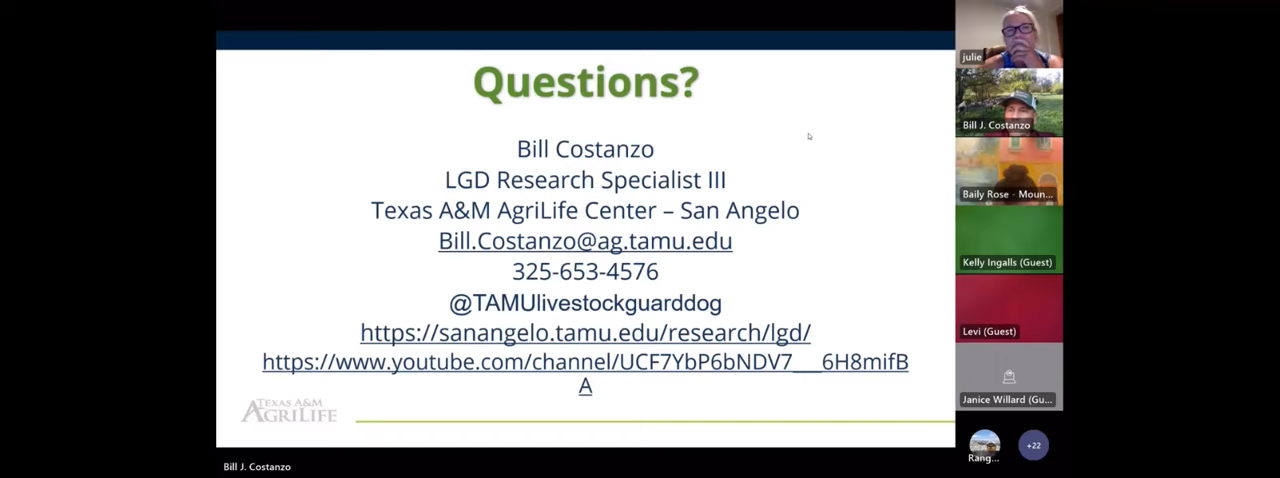 Questions?
Bill Costanzo
LGD Research Specialist III
Texas A&M AgriLife Center – San Angelo
Bill.Costanzo@ag.tamu.edu
325-653-4576
@TAMUlivestockguarddog
https://sanangelo.tamu.edu/research/lgd/
https://www.youtube.com/channel/UCF7YbP6bNDV7___6H8mifB
A
TEXAS A&M
AGRILIFE
Bill J. Costanzo
julie
Bill J. Costanzo
Baily Rose - Moun...
Kelly Ingalls (Guest)
Levi (Guest)
Janice Willard (Gu...
Rang...
+22